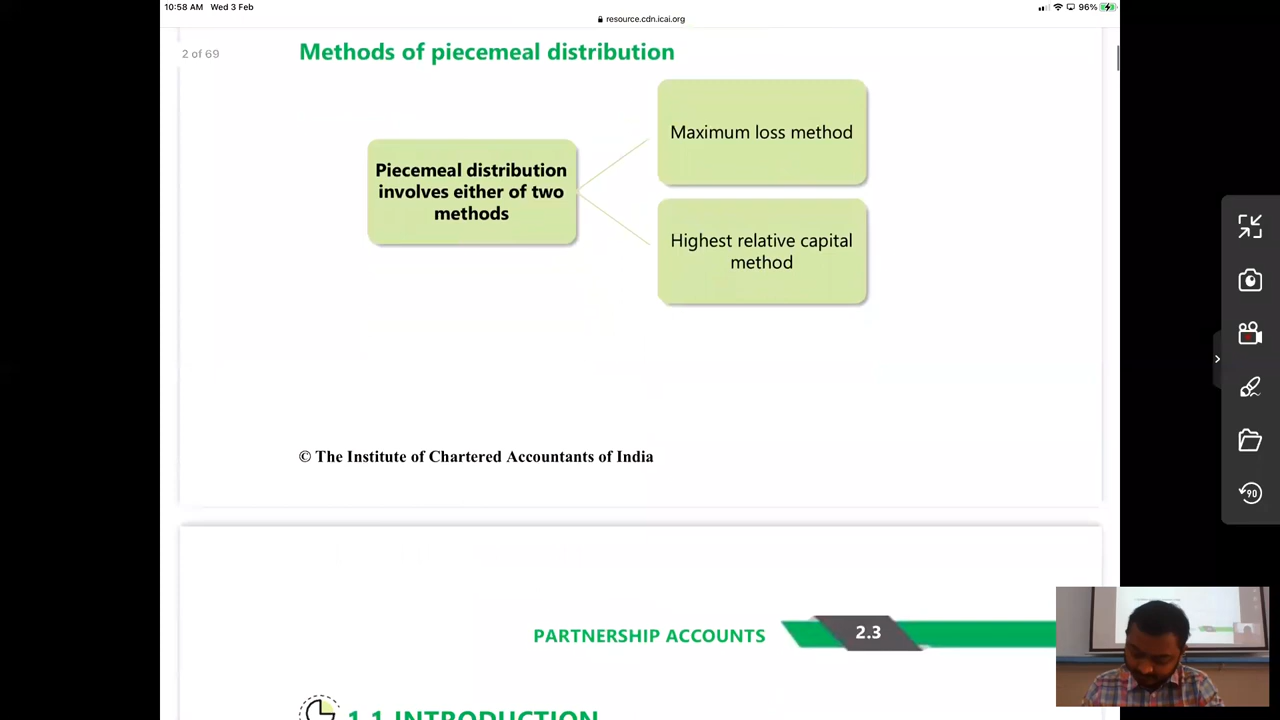 10:58 AM Wed 3 Feb
96%
resource.cdn.icai.org
2 of 69
Methods of piecemeal distribution
Maximum loss method
Piecemeal distribution
involves either of two
methods
Highest relative capital
method
© The Institute of Chartered Accountants of India
PARTNERSHIP ACCOUNTS
2.3
1.1 INTRODUCTION
90